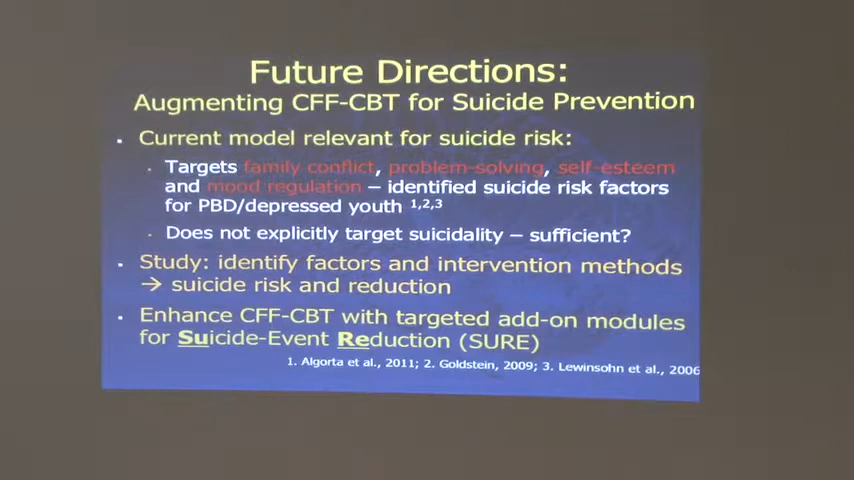 Future Directions:
Augmenting CFF-CBT for Suicide Prevention
• Current model relevant for suicide risk:
• Targets family conflict, problem-solving, self-esteem
and mood regulation – identified suicide risk factors
for PBD/depressed youth 1,2,3
• Does not explicitly target suicidality – sufficient?
• Study: identify factors and intervention methods
→ suicide risk and reduction
• Enhance CFF-CBT with targeted add-on modules
for Suicide-Event Reduction (SURE)
1. Algorta et al., 2011; 2. Goldstein, 2009; 3. Lewinsohn et al., 2006